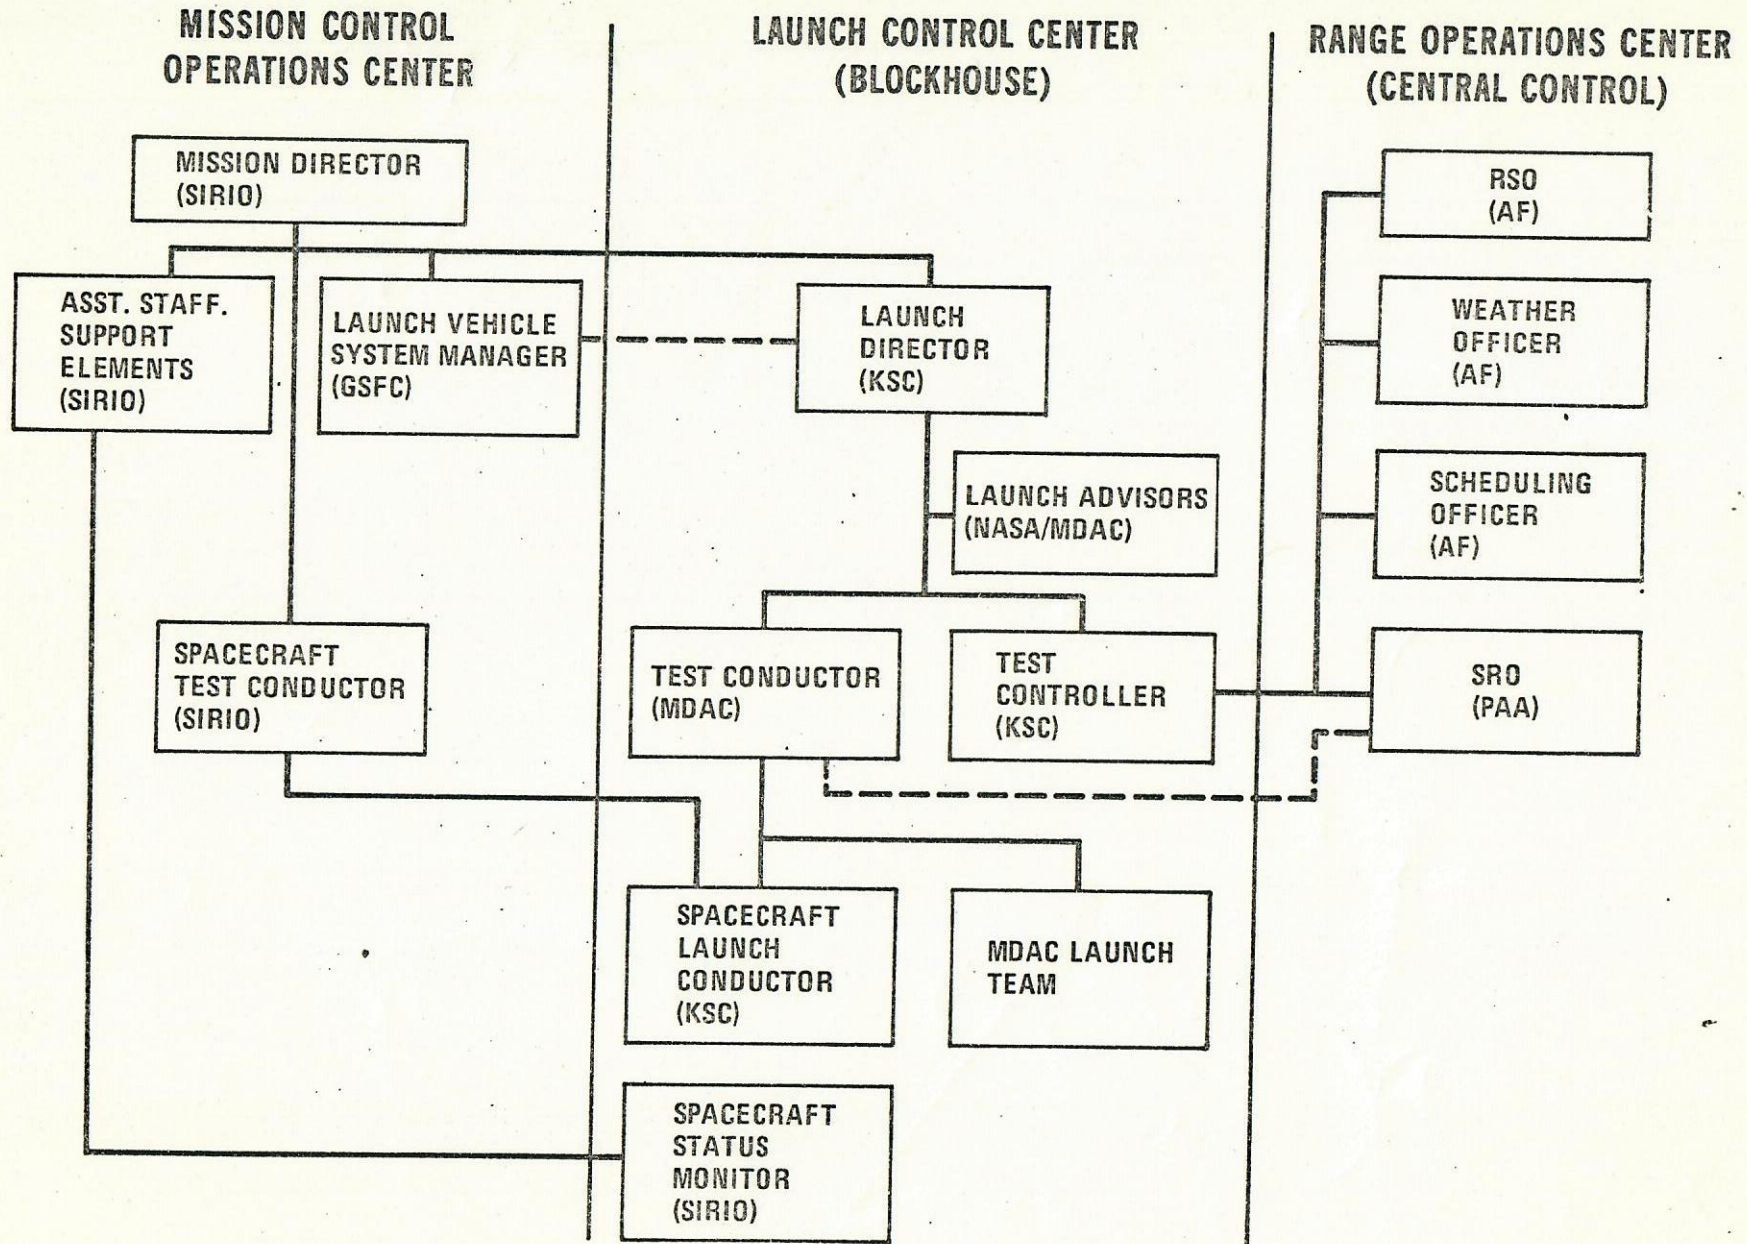 MISSION CONTROL
OPERATIONS CENTER
LAUNCH CONTROL CENTER
(BLOCKHOUSE)
RANGE OPERATIONS CENTER
(CENTRAL CONTROL)
MISSION DIRECTOR
(SIRIO)
ASST. STAFF.
SUPPORT
ELEMENTS
(SIRIO)
LAUNCH VEHICLE
SYSTEM MANAGER
(GSFC)
SPACECRAFT
TEST CONDUCTOR
(SIRIO)
LAUNCH
DIRECTOR
(KSC)
LAUNCH ADVISORS
(NASA/MDAC)
TEST CONDUCTOR
(MDAC)
TEST
CONTROLLER
(KSC)
SPACECRAFT
LAUNCH
CONDUCTOR
(KSC)
MDAC LAUNCH
TEAM
SPACECRAFT
STATUS
MONITOR
(SIRIO)
RSO
(AF)
WEATHER
OFFICER
(AF)
SCHEDULING
OFFICER
(AF)
SRO
(PAA)